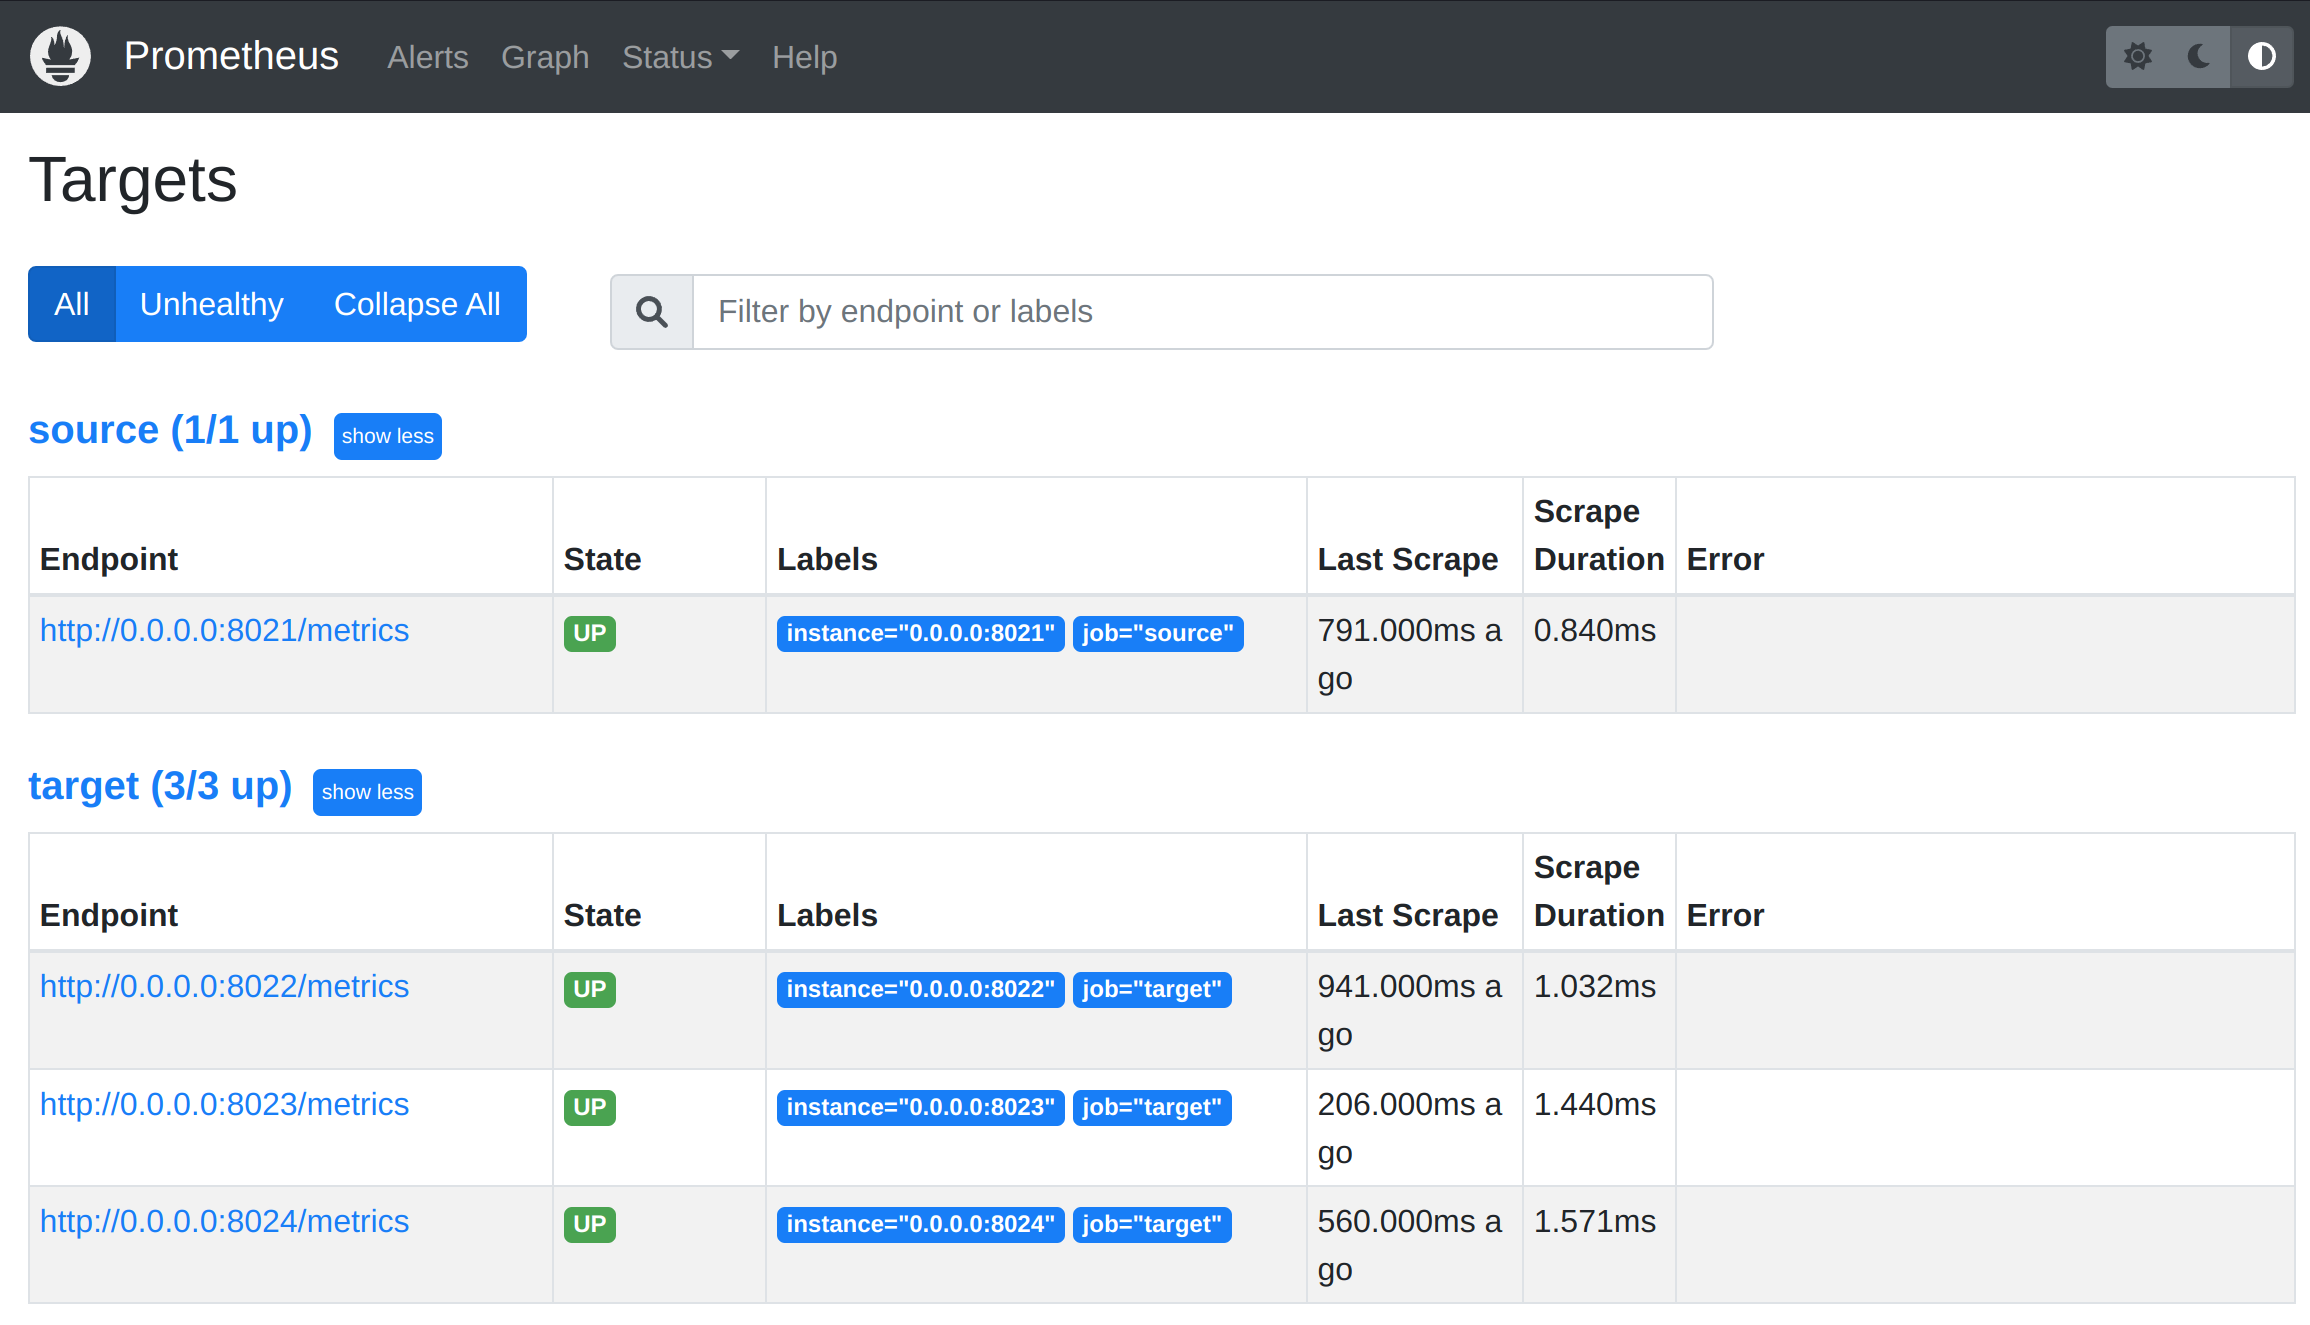 Prometheus Alerts Graph Status Help
Targets
All Unhealthy Collapse All
Filter by endpoint or labels
source (1/1 up) show less
Endpoint State Labels Last Scrape Scrape Duration Error
http://0.0.0.0:8021/metrics UP instance="0.0.0.0:8021" job="source" 791.000ms a 0.840ms
go
target (3/3 up) show less
Endpoint State Labels Last Scrape Scrape Duration Error
http://0.0.0.0:8022/metrics UP instance="0.0.0.0:8022" job="target" 941.000ms a 1.032ms
go
http://0.0.0.0:8023/metrics UP instance="0.0.0.0:8023" job="target" 206.000ms a 1.440ms
go
http://0.0.0.0:8024/metrics UP instance="0.0.0.0:8024" job="target" 560.000ms a 1.571ms
go